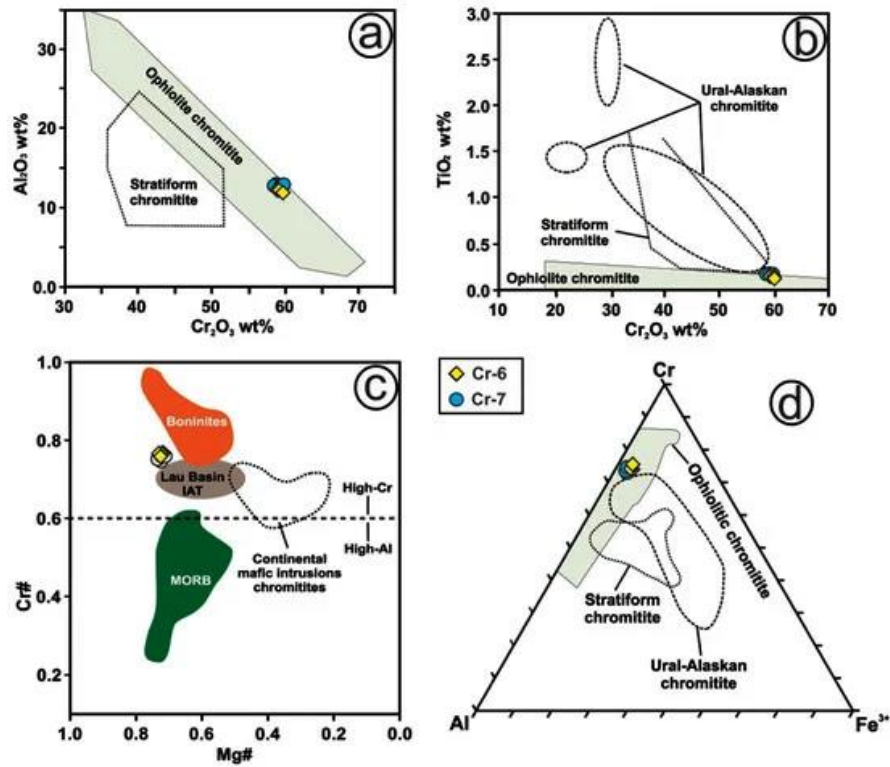 a
Al₂O₃ wt%
30
20
10
0.0
Ophiolite chromitite
Stratiform
chromitite
30
40
50
60
70
Cr₂O₃ wt%
b
TiO₂ wt%
3.0
2.5
2.0
1.5
1.0
0.5
0.0
Ural-Alaskan
chromitite
Stratiform
chromitite
Ophiolite chromitite
10
20
30
40
50
60
70
Cr₂O₃ wt%
c
Cr#
1.0
0.8
0.6
0.4
0.2
Boninites
Lau Basin
IAT
High-Cr
High-Al
MORB
Continental
mafic intrusions
chromitites
1.0
0.8
0.6
0.4
0.2
0.0
Mg#
Cr-6
Cr-7
d
Cr
Ophiolitic chromitite
Stratiform
chromitite
Ural-Alaskan
chromitite
Al
Fe³⁺